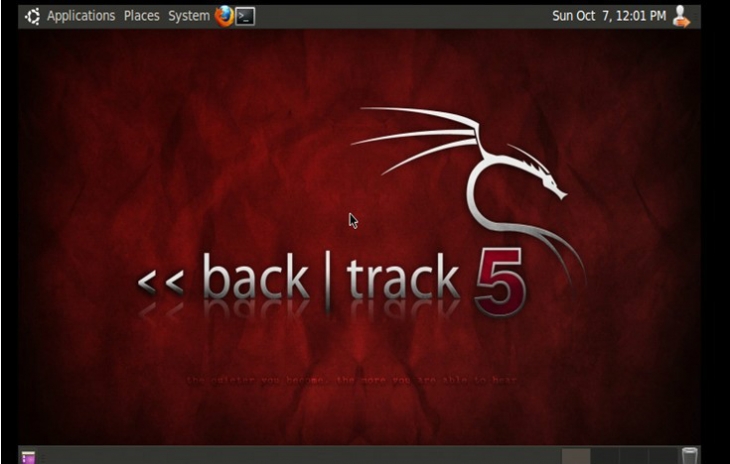 Applications Places System Sun Oct 7, 12:01 PM
<< back | track 5
the quieter you become, the more you are able to hear